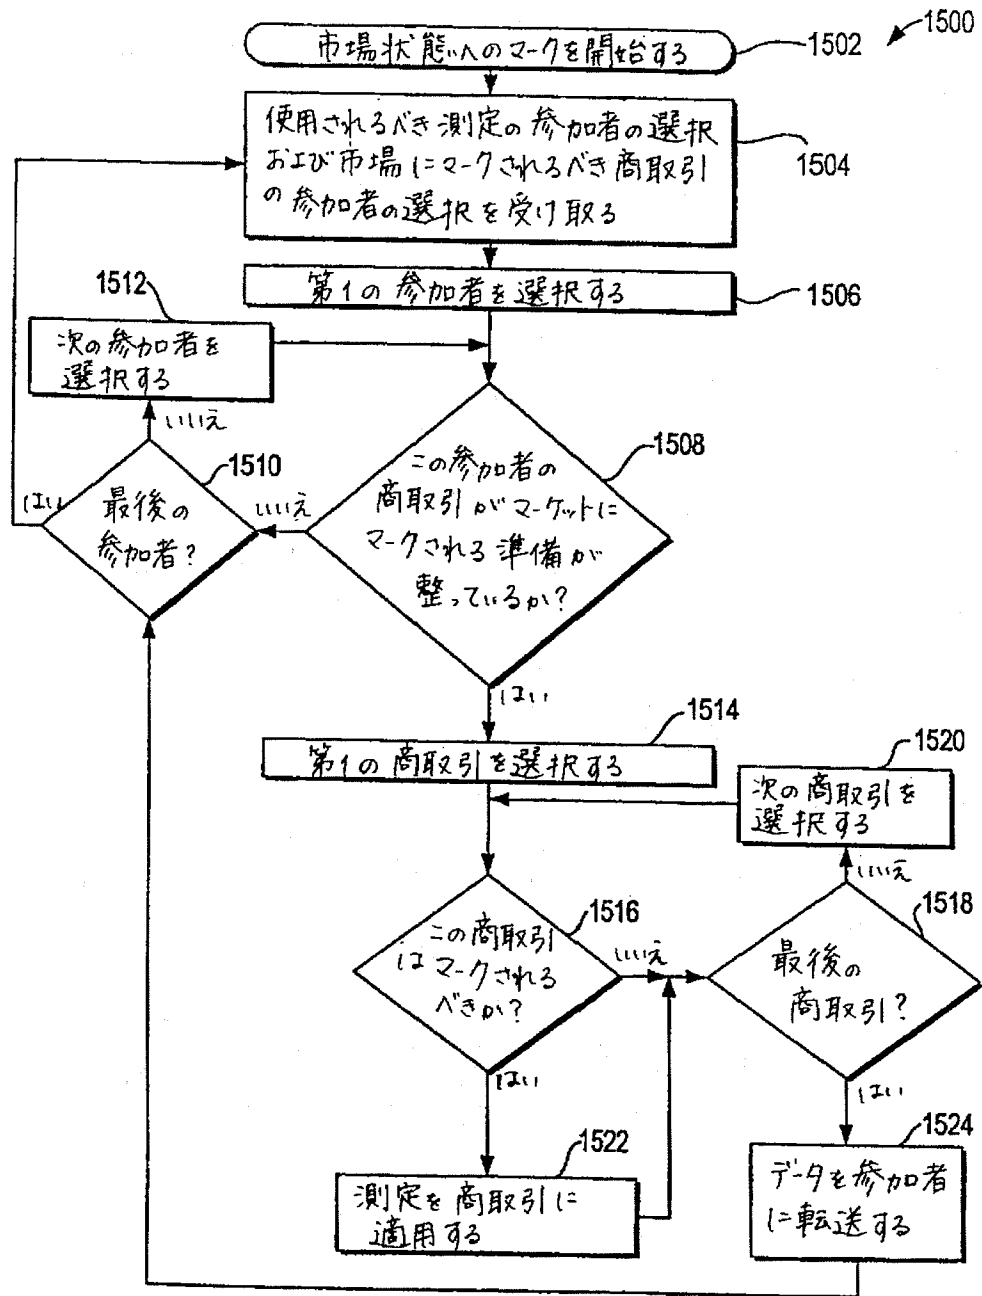 1500
市場状態へのマークを開始する
1502
使用されるべき測定の参加者の選択
および市場にマークされるべき商取引
の参加者の選択を受け取る
1504
第1の参加者を選択する
1506
1512
次の参加者を
選択する
いいえ
1510
はい
最後の
参加者?
いいえ
1508
この参加者の
商取引がマーケットに
マークされる準備が
整っているか?
はい
1514
第1の商取引を選択する
1520
次の商取引を
選択する
いいえ
1516
この商取引
はマークされる
べきか?
いいえ
1518
最後の
商取引?
はい
はい
1522
測定を商取引に
適用する
1524
データを参加者
に転送する